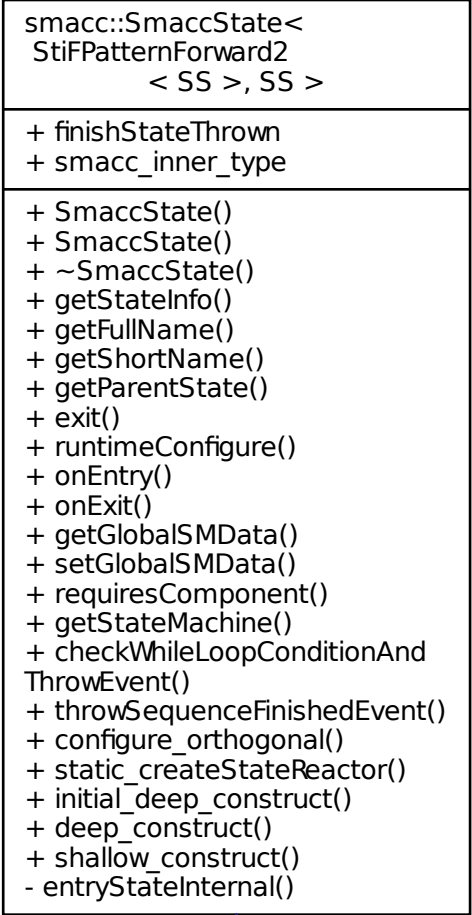 smacc::SmaccState<
StiFPatternForward2
< SS >, SS >
+ finishStateThrown
+ smacc_inner_type
+ SmaccState()
+ SmaccState()
+ ~SmaccState()
+ getStateInfo()
+ getFullName()
+ getShortName()
+ getParentState()
+ exit()
+ runtimeConfigure()
+ onEntry()
+ onExit()
+ getGlobalSMData()
+ setGlobalSMData()
+ requiresComponent()
+ getStateMachine()
+ checkWhileLoopConditionAnd
ThrowEvent()
+ throwSequenceFinishedEvent()
+ configure_orthogonal()
+ static_createStateReactor()
+ initial_deep_construct()
+ deep_construct()
+ shallow_construct()
- entryStateInternal()